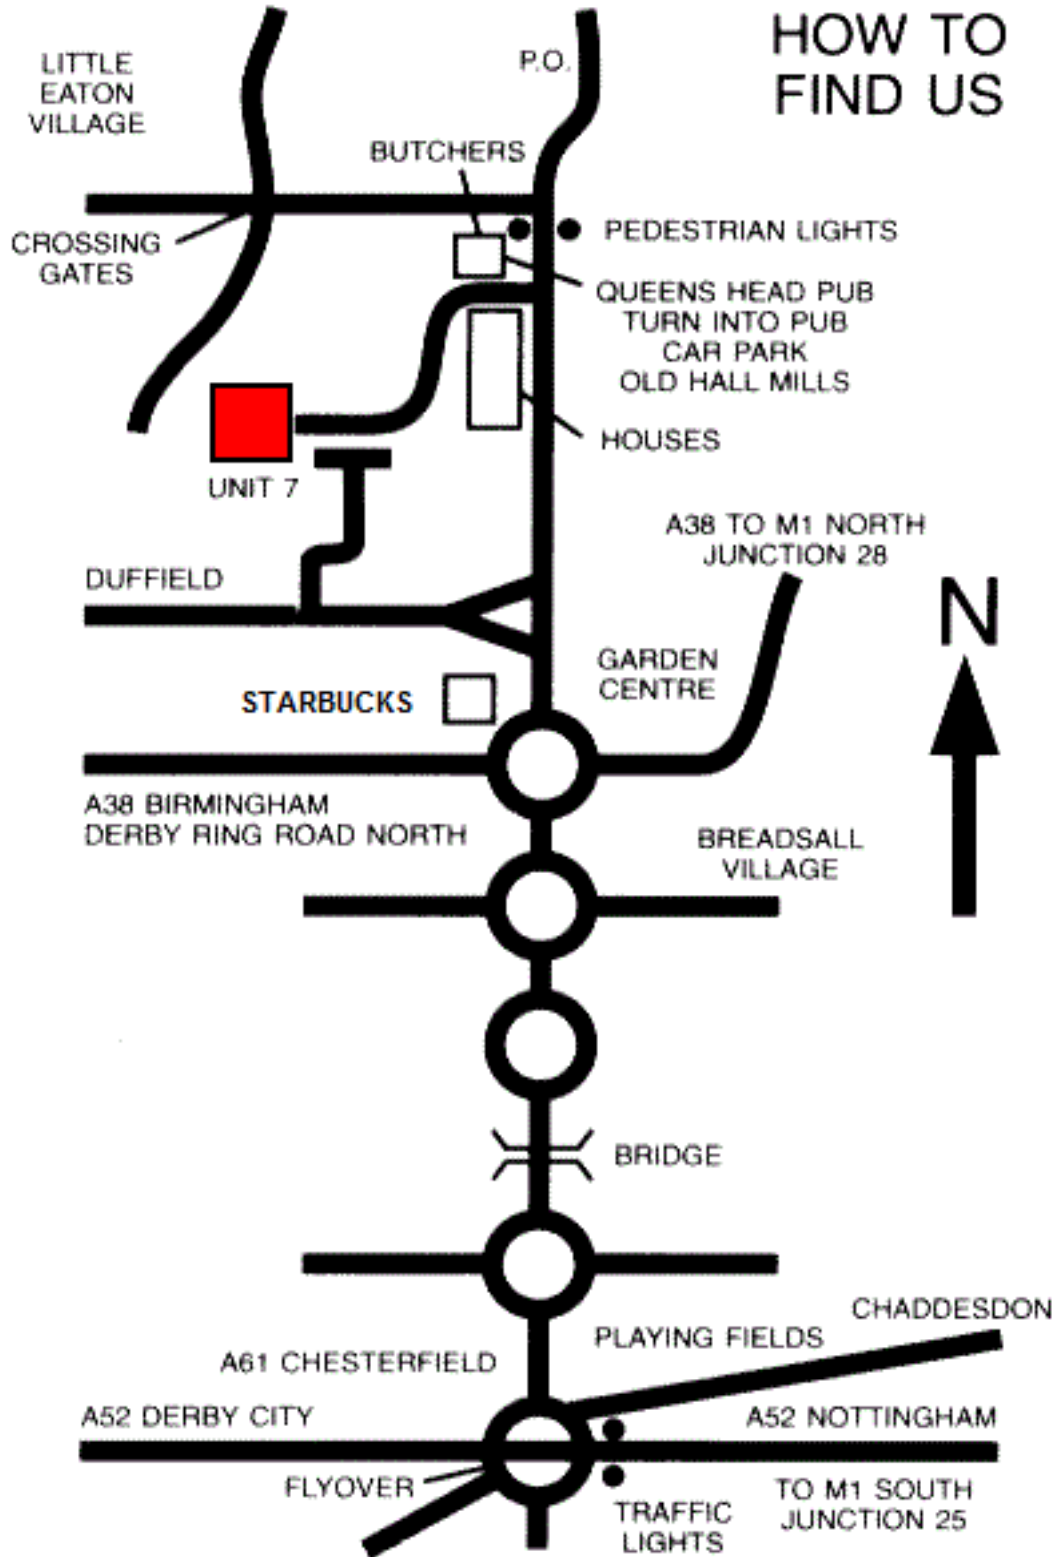 HOW TO
FIND US
LITTLE
EATON
VILLAGE
P.O.
BUTCHERS
CROSSING
GATES
PEDESTRIAN LIGHTS
QUEENS HEAD PUB
TURN INTO PUB
CAR PARK
OLD HALL MILLS
HOUSES
UNIT 7
A38 TO M1 NORTH
JUNCTION 28
DUFFIELD
N
GARDEN
CENTRE
STARBUCKS
A38 BIRMINGHAM
DERBY RING ROAD NORTH
BREADSALL
VILLAGE
BRIDGE
CHADDESDON
PLAYING FIELDS
A61 CHESTERFIELD
A52 DERBY CITY
A52 NOTTINGHAM
FLYOVER
TO M1 SOUTH
JUNCTION 25
TRAFFIC
LIGHTS